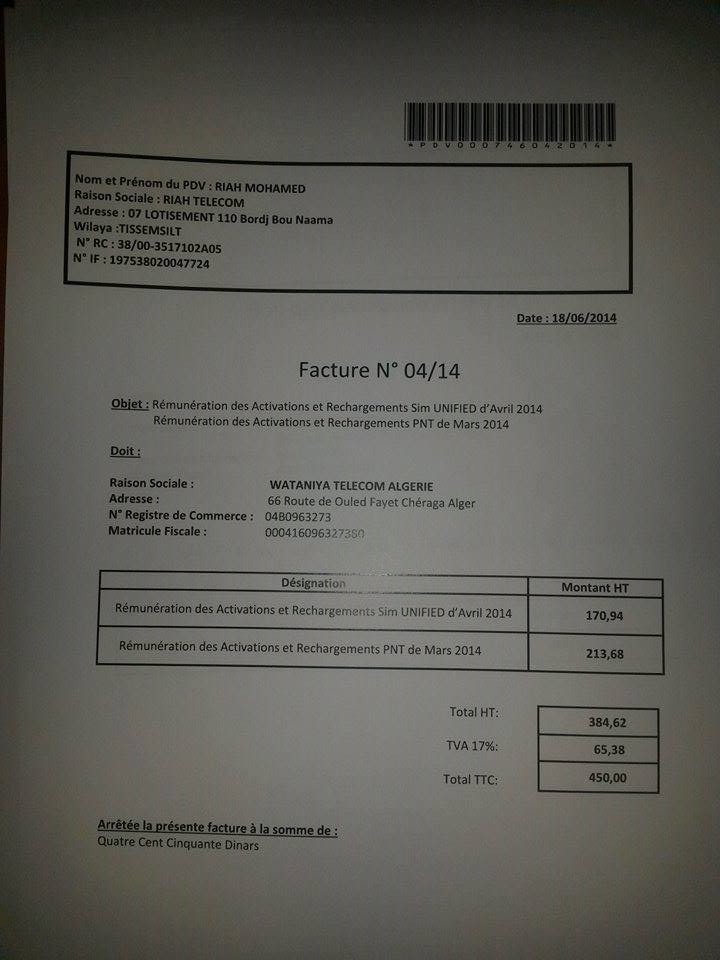 *PDV000746042014*
Nom et Prénom du PDV : RIAH MOHAMED
Raison Sociale : RIAH TELECOM
Adresse : 07 LOTISEMENT 110 Bordj Bou Naama
Wilaya :TISSEMSILT
N° RC : 38/00-3517102A05
N° IF : 197538020047724
Date : 18/06/2014
Facture N° 04/14
Objet : Rémunération des Activations et Rechargements Sim UNIFIED d'Avril 2014
Rémunération des Activations et Rechargements PNT de Mars 2014
Doit :
Raison Sociale : WATANIYA TELECOM ALGERIE
Adresse : 66 Route de Ouled Fayet Chéraga Alger
N° Registre de Commerce : 04B0963273
Matricule Fiscale : 000416096327380
Désignation Montant HT
Rémunération des Activations et Rechargements Sim UNIFIED d'Avril 2014 170,94
Rémunération des Activations et Rechargements PNT de Mars 2014 213,68
Total HT: 384,62
TVA 17%: 65,38
Total TTC: 450,00
Arrêtée la présente facture à la somme de :
Quatre Cent Cinquante Dinars